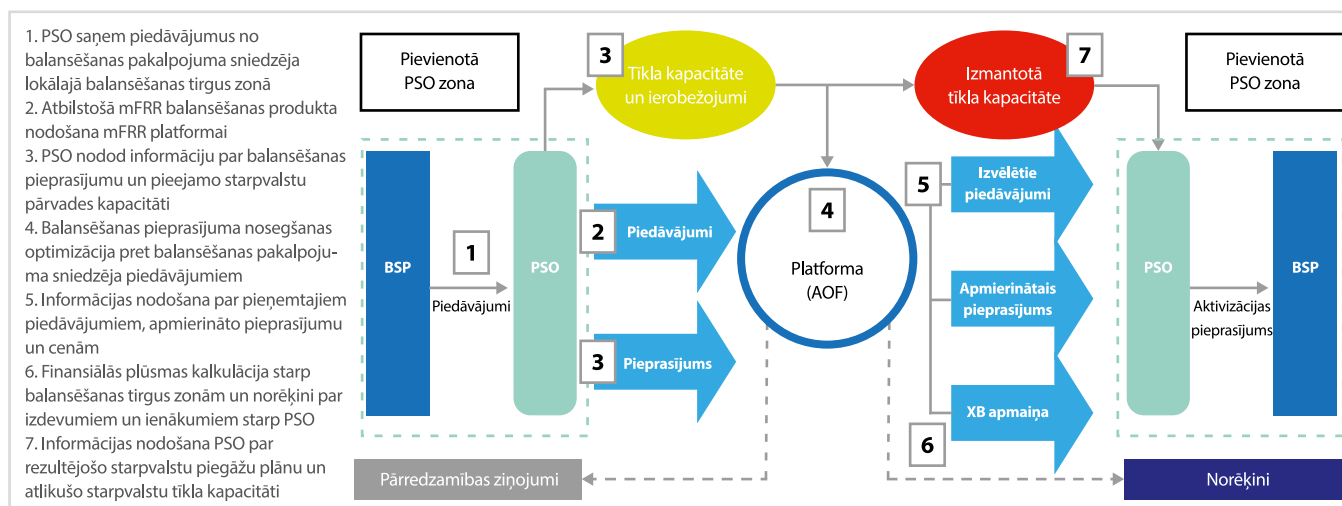 1. PSO saņem piedāvājumus no
balansēšanas pakalpojuma sniedzēja
lokālajā balansēšanas tirgus zonā
2. Atbilstošā mFRR balansēšanas produkta
nodošana mFRR platformai
3. PSO nodod informāciju par balansēšanas
pieprasījumu un pieejamo starpvalstu
pārvades kapacitāti
4. Balansēšanas pieprasījuma nosegšanas
optimizācija pret balansēšanas pakalpoju-
ma sniedzēja piedāvājumiem
5. Informācijas nodošana par pieņemtajiem
piedāvājumiem, apmierināto pieprasījumu
un cenām
6. Finansiālās plūsmas kalkulācija starp
balansēšanas tirgus zonām un norēķini par
izdevumiem un ienākumiem starp PSO
7. Informācijas nodošana PSO par
rezultējošo starpvalstu piegāžu plānu un
atlikušo starpvalstu tīkla kapacitāti
Pievienotā
PSO zona
3
Tīkla kapacitāte
un ierobežojumi
Izmantotā
tīkla kapacitāte
7
Pievienotā
PSO zona
BSP
1
Piedāvājumi
PSO
2
Piedāvājumi
3
Pieprasījums
4
Platforma
(AOF)
5
Izvēlētie
piedāvājumi
Apmierinātais
pieprasījums
6
XB apmaiņa
PSO
Aktivizācijas
pieprasījums
BSP
Pārredzamības ziņojumi
Norēķini